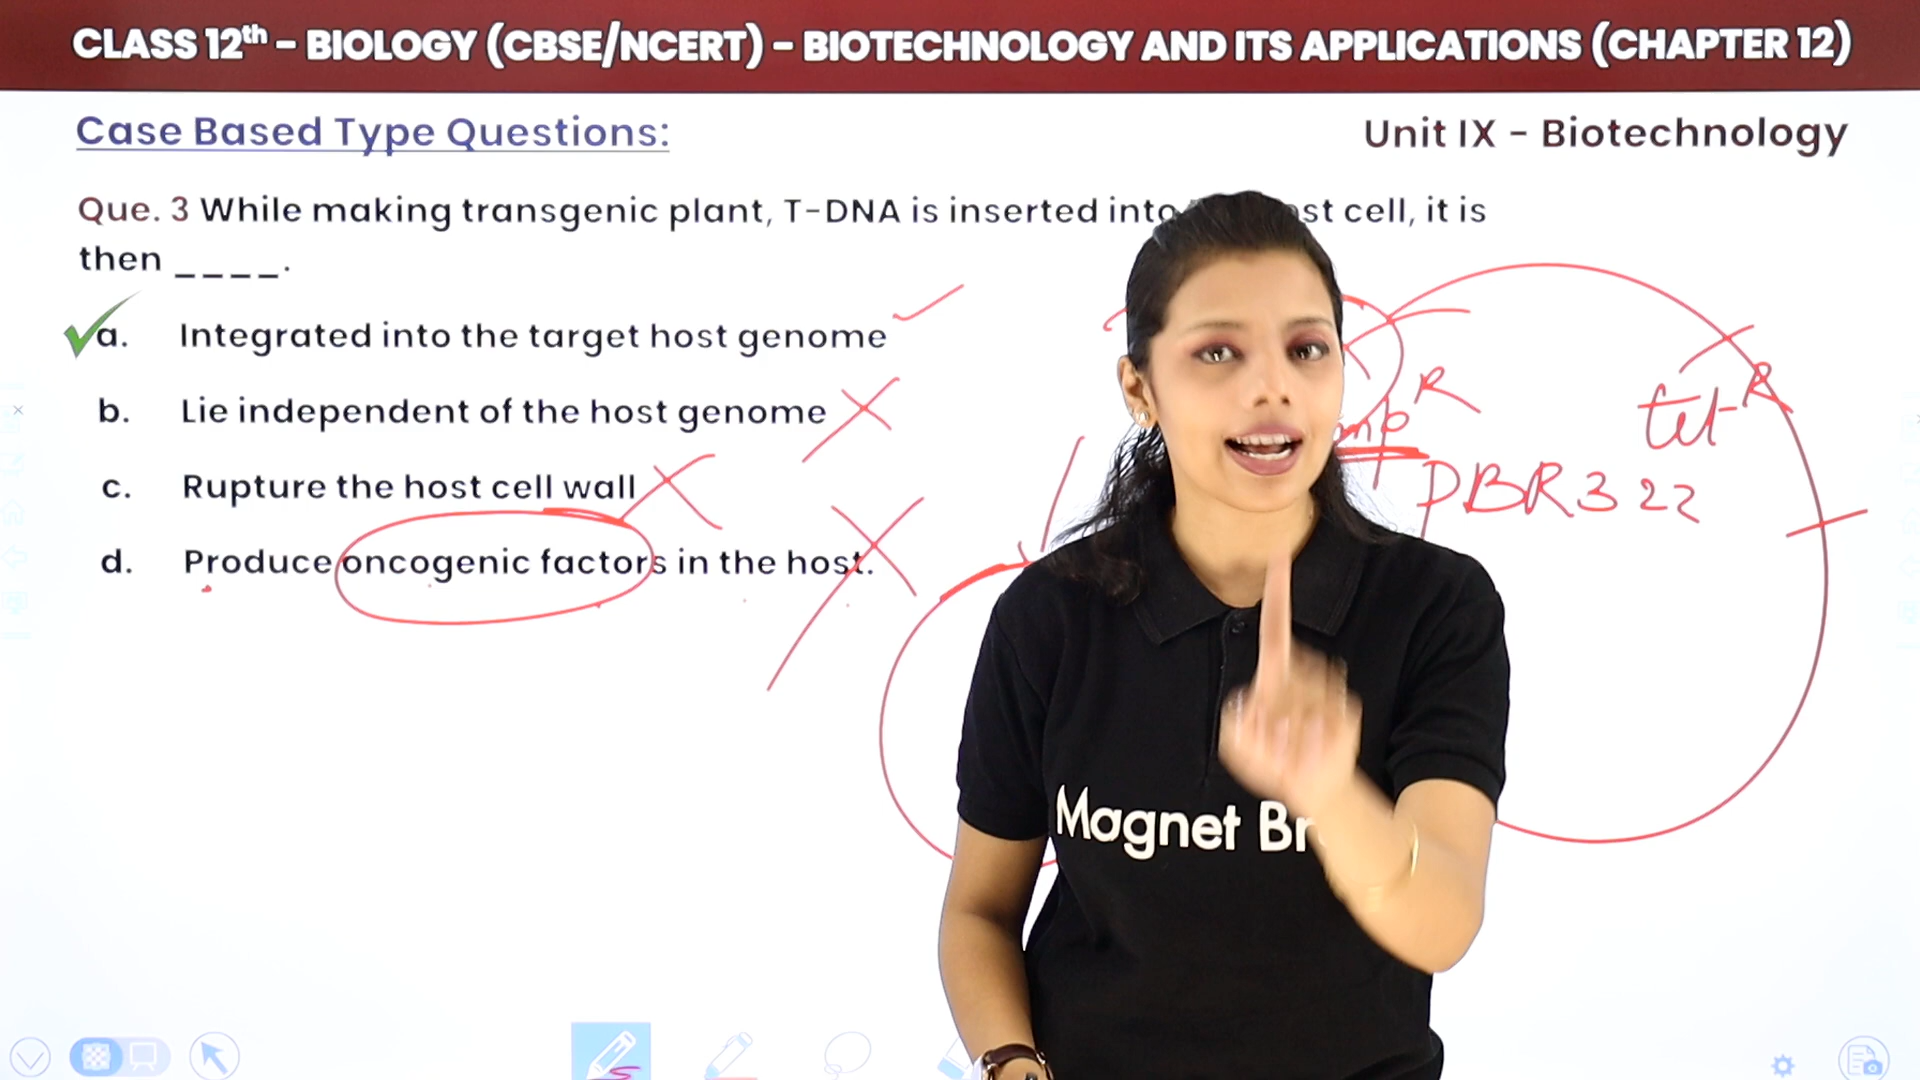 CLASS 12th – BIOLOGY (CBSE/NCERT) – BIOTECHNOLOGY AND ITS APPLICATIONS (CHAPTER 12)
Case Based Type Questions:
Unit IX – Biotechnology
Que. 3 While making transgenic plant, T-DNA is inserted into st cell, it is
then ____.
a. Integrated into the target host genome
b. Lie independent of the host genome
c. Rupture the host cell wall
d. Produce oncogenic factors in the host.
R
tet R
PBR322
Magnet Br